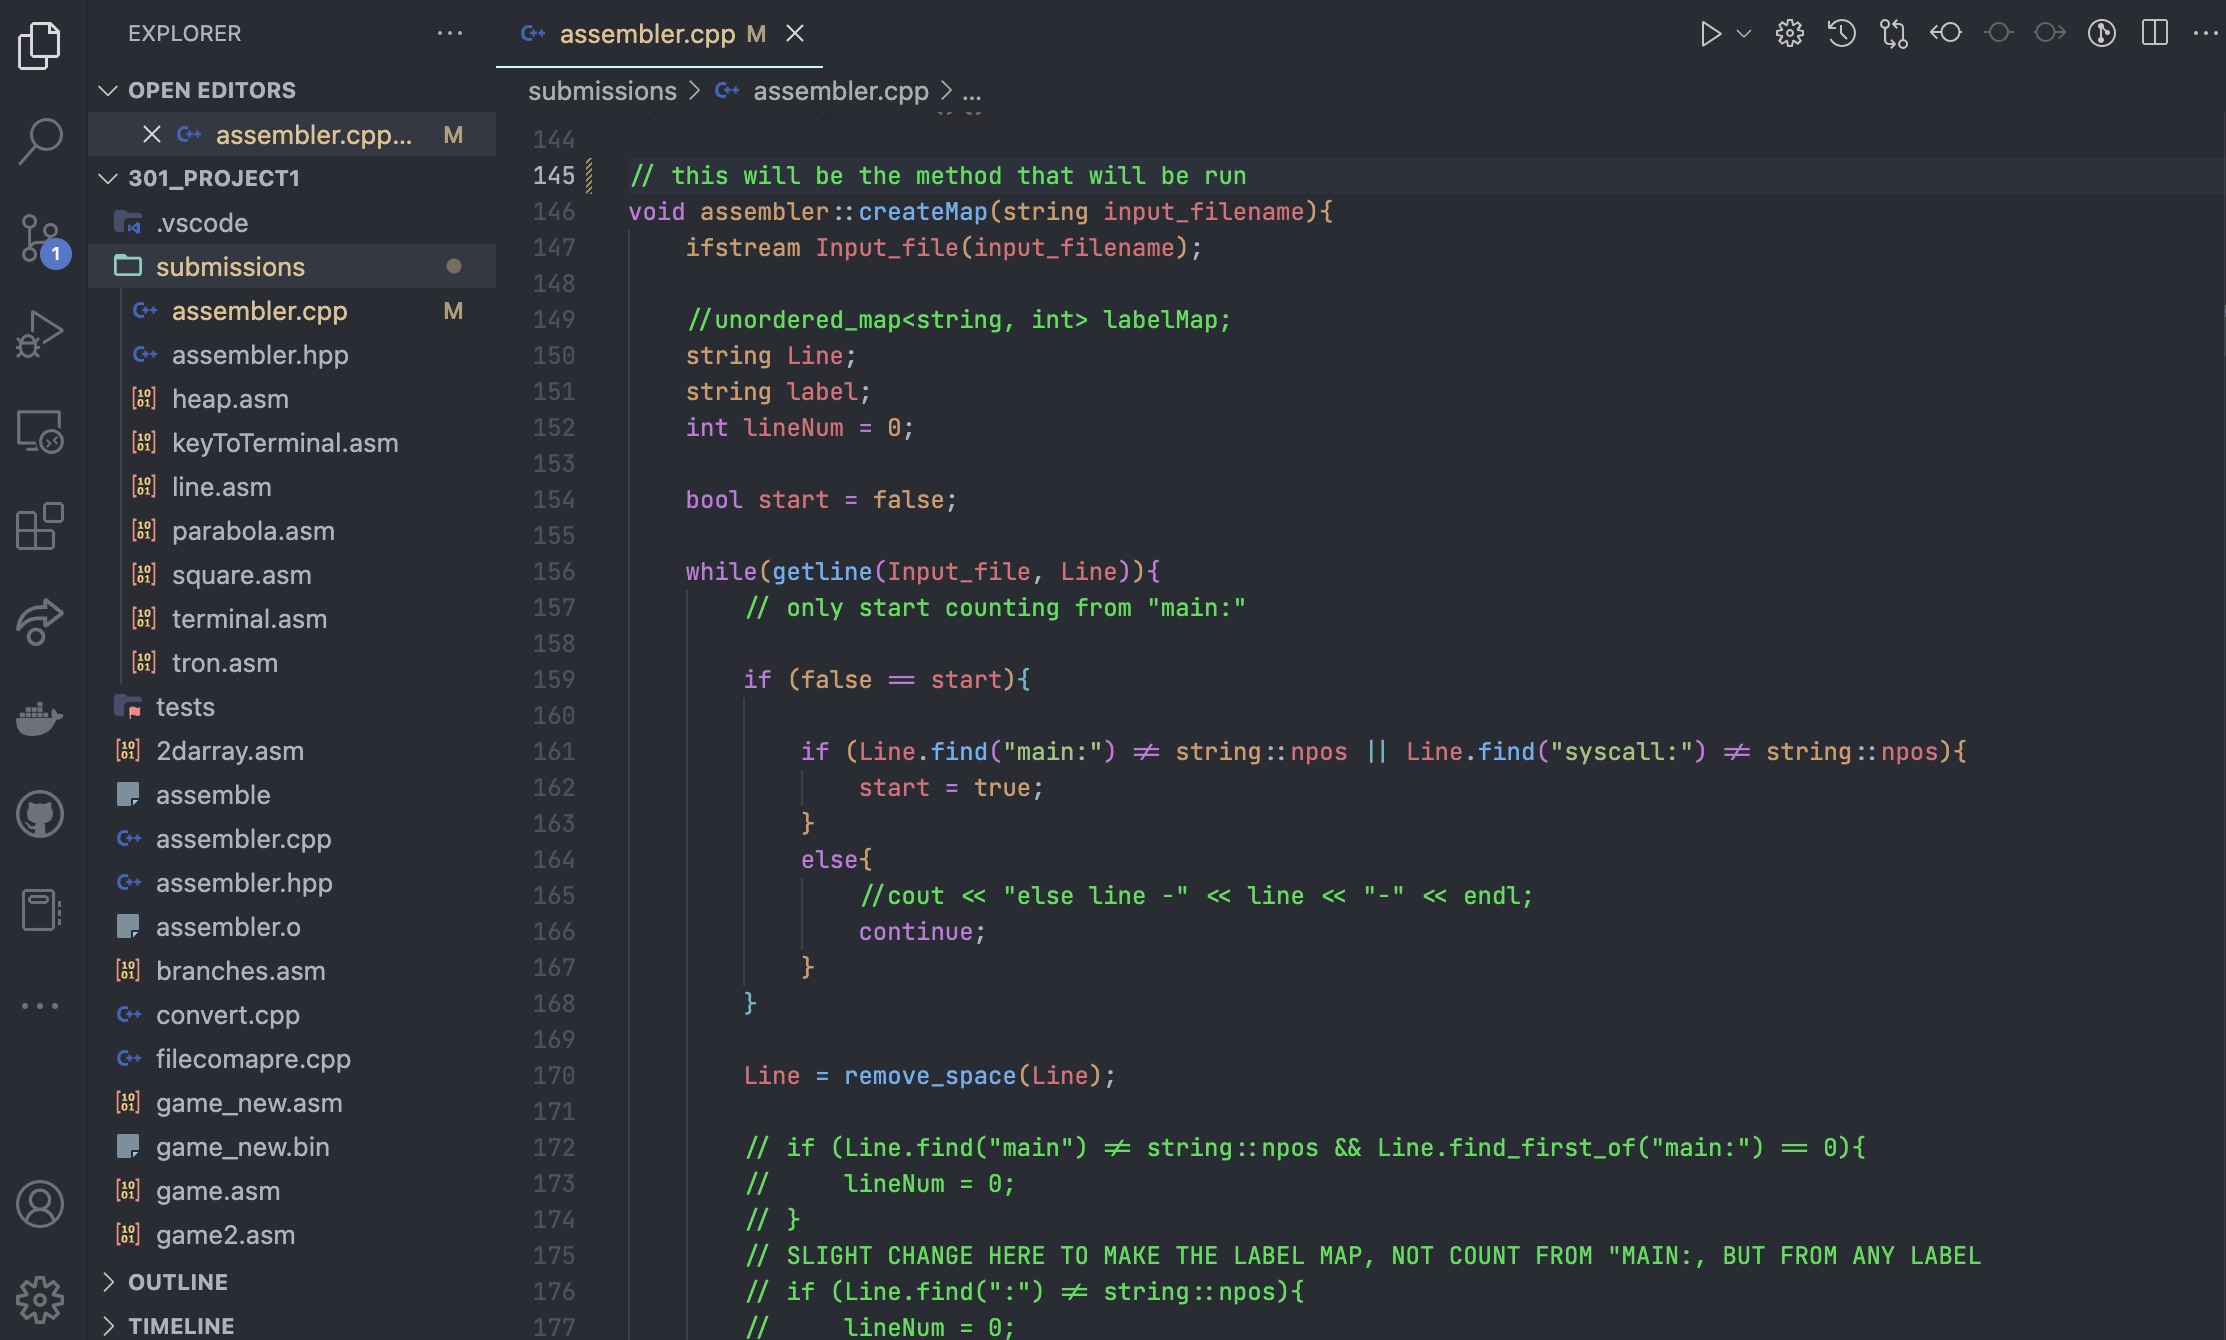 EXPLORER
OPEN EDITORS
assembler.cpp... M
301_PROJECT1
.vscode
submissions
assembler.cpp M
assembler.hpp
heap.asm
keyToTerminal.asm
line.asm
parabola.asm
square.asm
terminal.asm
tron.asm
tests
2darray.asm
assemble
assembler.cpp
assembler.hpp
assembler.o
branches.asm
convert.cpp
filecomapre.cpp
game_new.asm
game_new.bin
game.asm
game2.asm
OUTLINE
TIMELINE
1
assembler.cpp M
submissions > assembler.cpp > ...
144
145 // this will be the method that will be run
146 void assembler::createMap(string input_filename){
147 ifstream Input_file(input_filename);
148
149 //unordered_map<string, int> labelMap;
150 string Line;
151 string label;
152 int lineNum = 0;
153
154 bool start = false;
155
156 while(getline(Input_file, Line)){
157 // only start counting from "main:"
158
159 if (false == start){
160
161 if (Line.find("main:") != string::npos || Line.find("syscall:") != string::npos){
162 start = true;
163 }
164 else{
165 //cout << "else line -" << line << "-" << endl;
166 continue;
167 }
168 }
169
170 Line = remove_space(Line);
171
172 // if (Line.find("main") != string::npos && Line.find_first_of("main:") == 0){
173 // lineNum = 0;
174 // }
175 // SLIGHT CHANGE HERE TO MAKE THE LABEL MAP, NOT COUNT FROM "MAIN:, BUT FROM ANY LABEL
176 // if (Line.find(":") != string::npos){
177 // lineNum = 0;